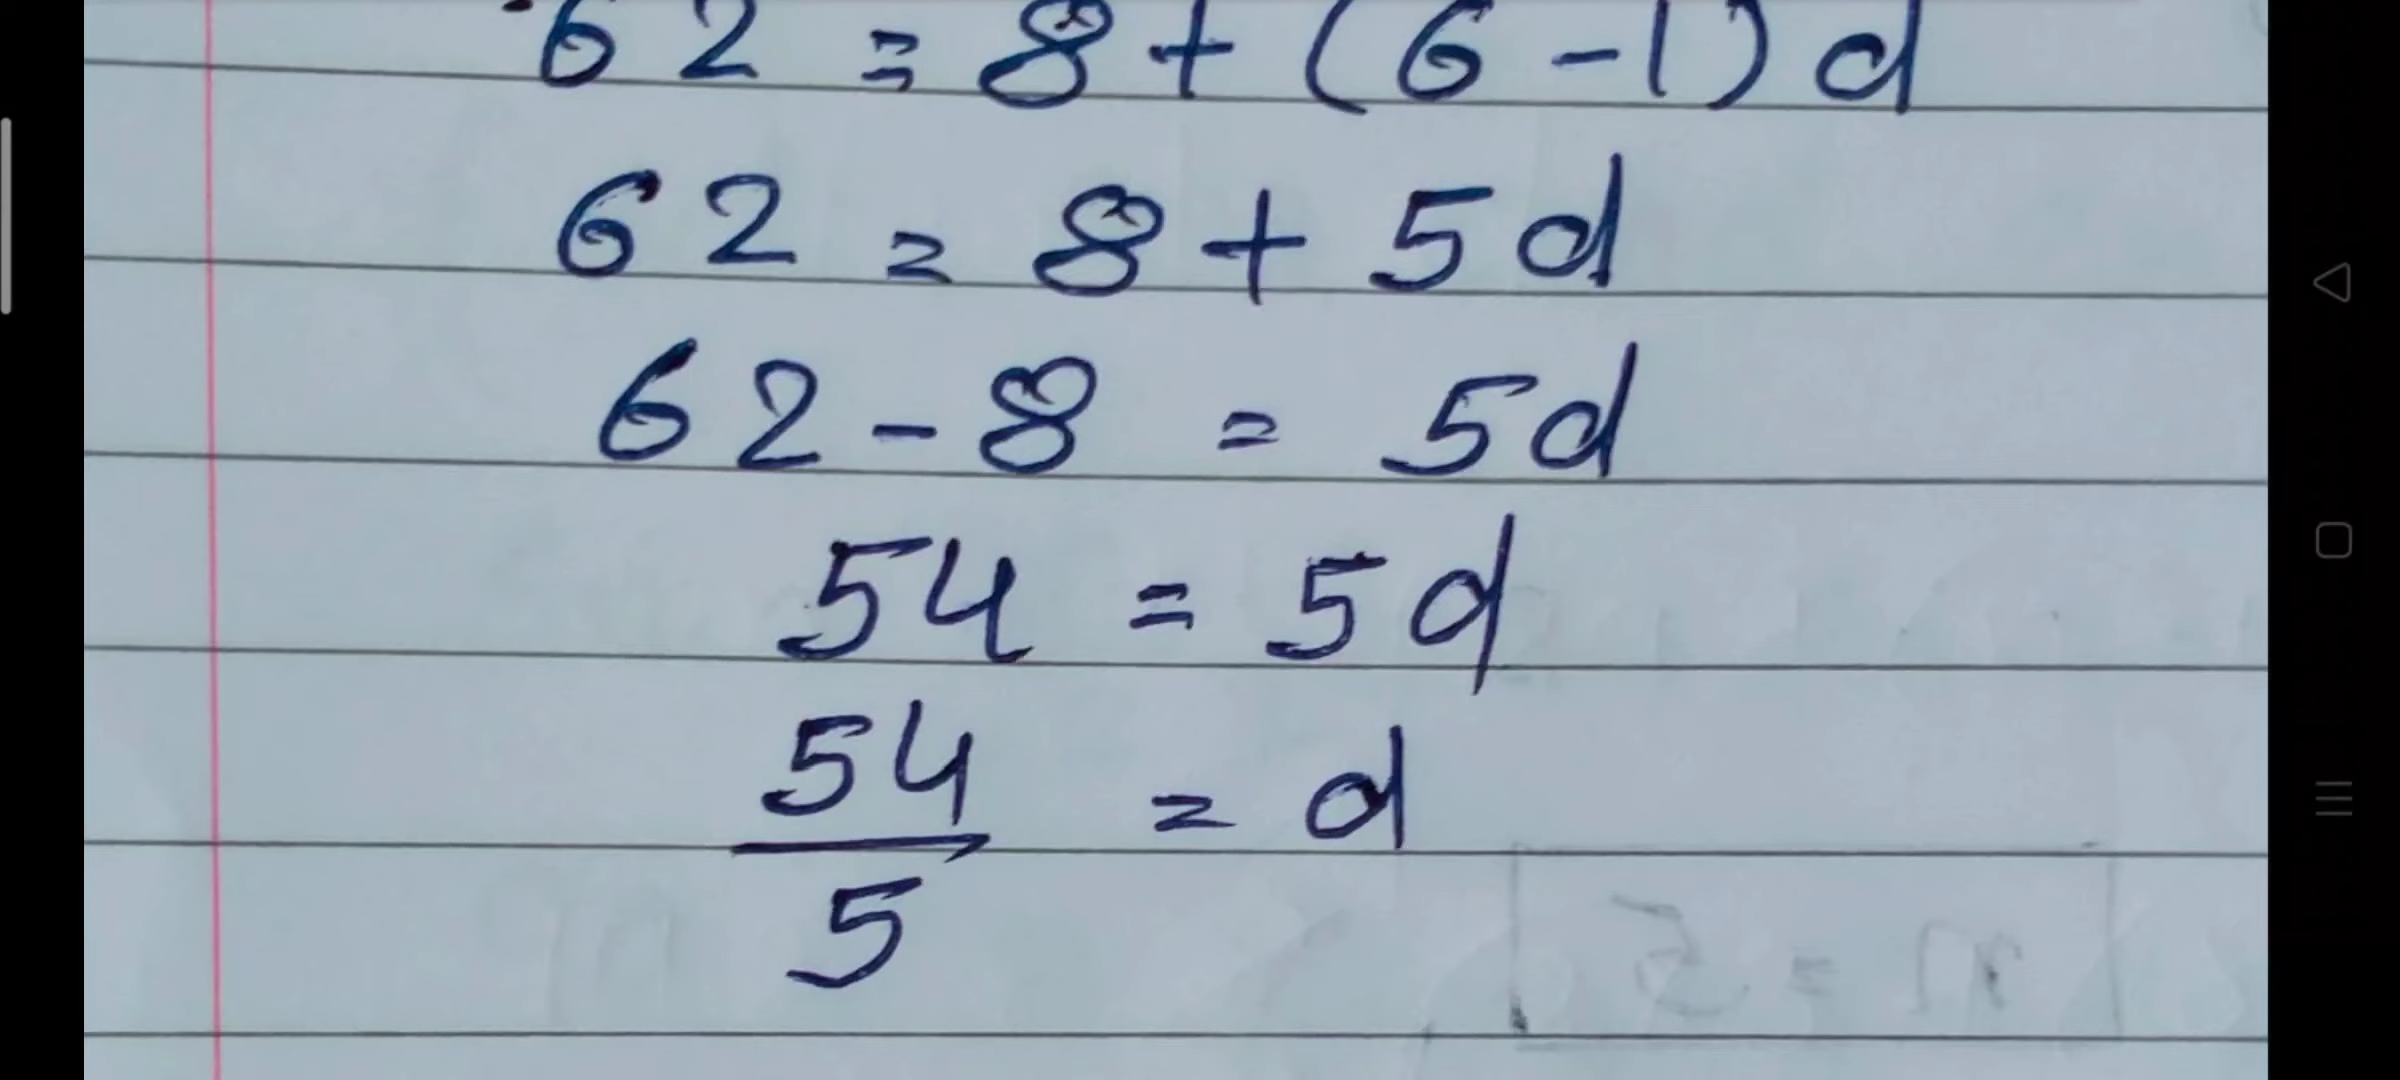 62 = 8 + (6 - 1) d
62 = 8 + 5d
62 - 8 = 5d
54 = 5d
54/5 = d